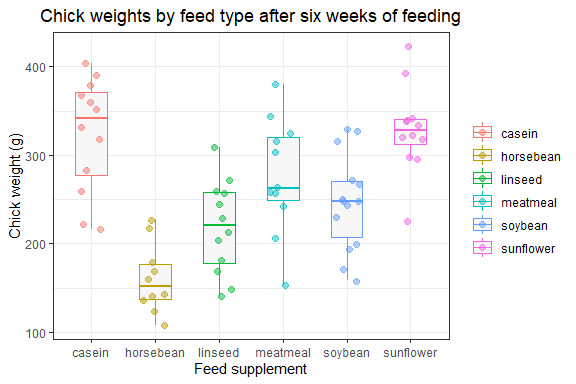 Chick weights by feed type after six weeks of feeding
Chick weight (g)
400
300
200
100
casein horsebean linseed meatmeal soybean sunflower
Feed supplement
casein
horsebean
linseed
meatmeal
soybean
sunflower